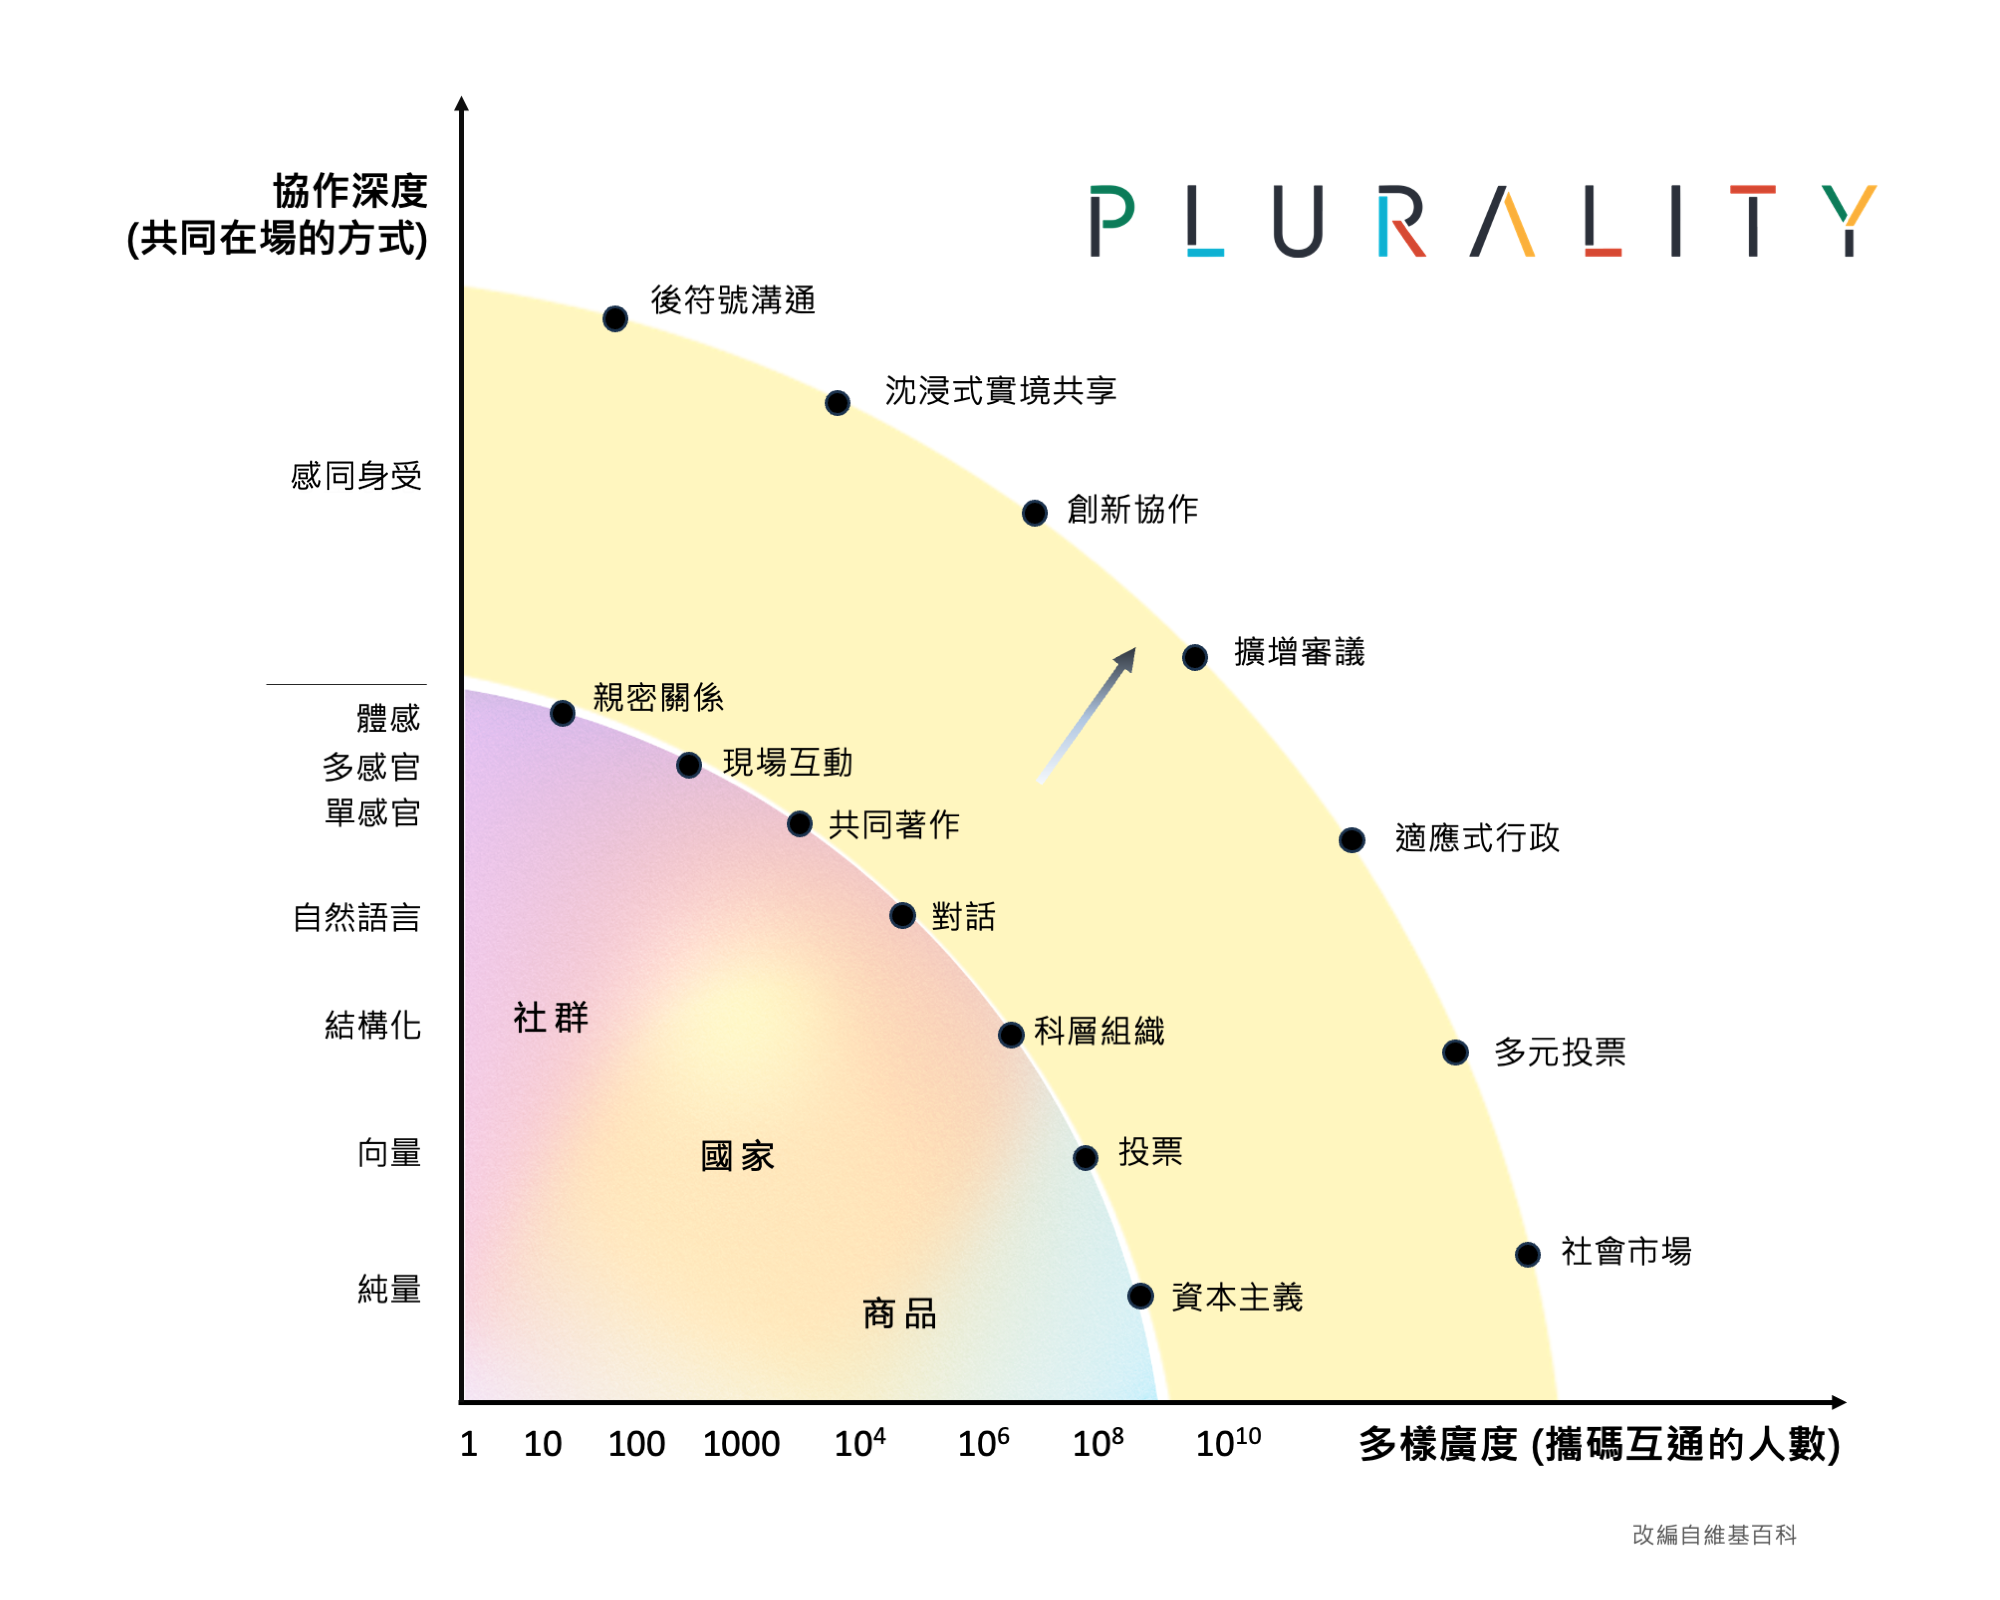 PLURALITY
協作深度
(共同在場的方式)
後符號溝通
沈浸式實境共享
感同身受
創新協作
擴增審議
親密關係
體感
現場互動
多感官
單感官
共同著作
適應式行政
自然語言
對話
社群
結構化
科層組織
多元投票
向量
國家
投票
社會市場
純量
商品
資本主義
1 10 100 1000 10⁴ 10⁶ 10⁸ 10¹⁰
多樣廣度 (攜碼互通的人數)
改編自維基百科